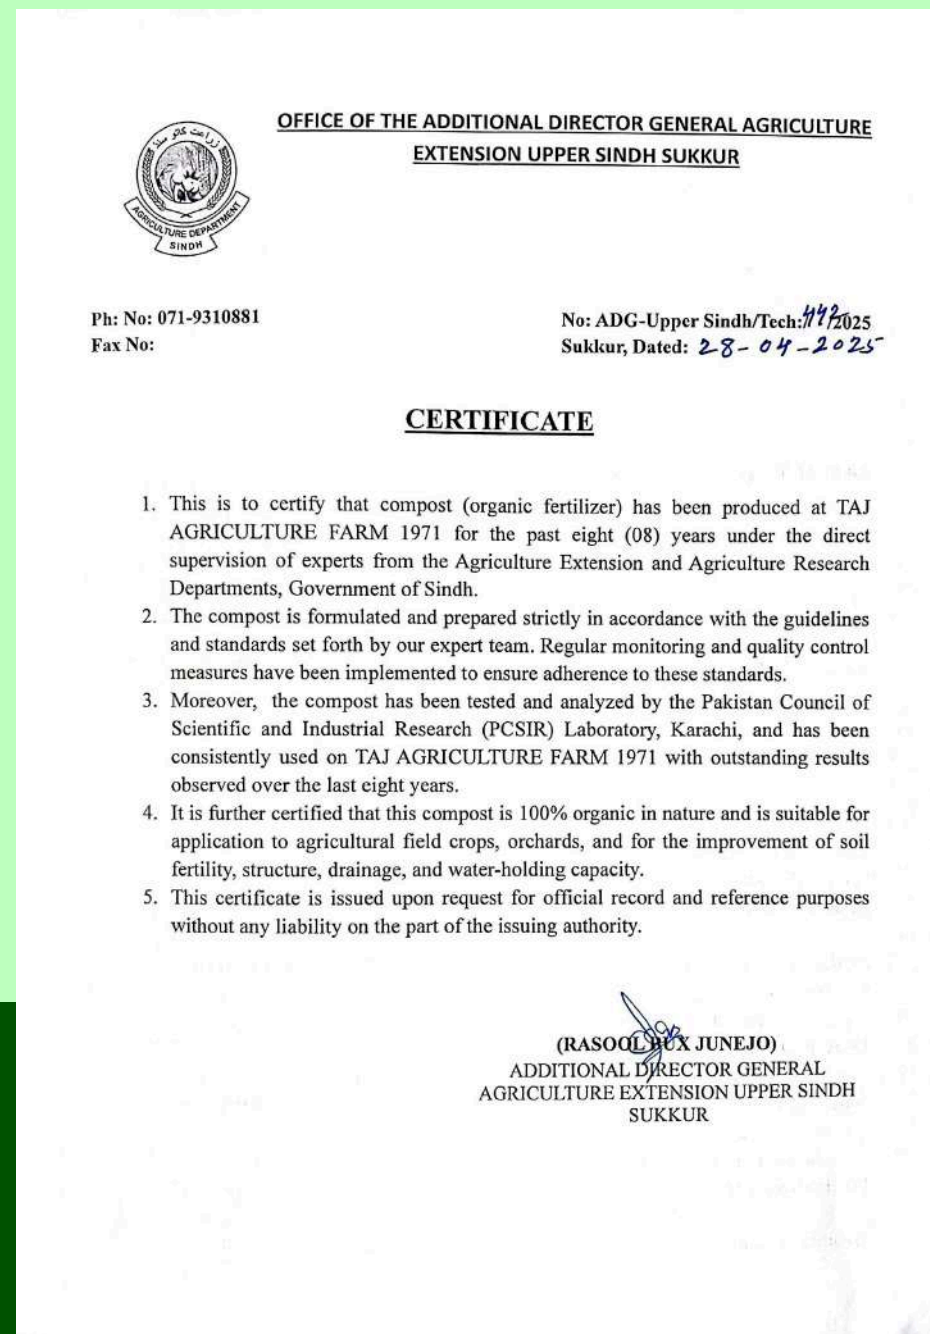 زراعت کاتو سنڌ
AGRICULTURE DEPARTMENT
SINDH
OFFICE OF THE ADDITIONAL DIRECTOR GENERAL AGRICULTURE
EXTENSION UPPER SINDH SUKKUR
Ph: No: 071-9310881
Fax No:
No: ADG-Upper Sindh/Tech: /2025
Sukkur, Dated: 28-04-2025
CERTIFICATE
1. This is to certify that compost (organic fertilizer) has been produced at TAJ
AGRICULTURE FARM 1971 for the past eight (08) years under the direct
supervision of experts from the Agriculture Extension and Agriculture Research
Departments, Government of Sindh.
2. The compost is formulated and prepared strictly in accordance with the guidelines
and standards set forth by our expert team. Regular monitoring and quality control
measures have been implemented to ensure adherence to these standards.
3. Moreover, the compost has been tested and analyzed by the Pakistan Council of
Scientific and Industrial Research (PCSIR) Laboratory, Karachi, and has been
consistently used on TAJ AGRICULTURE FARM 1971 with outstanding results
observed over the last eight years.
4. It is further certified that this compost is 100% organic in nature and is suitable for
application to agricultural field crops, orchards, and for the improvement of soil
fertility, structure, drainage, and water-holding capacity.
5. This certificate is issued upon request for official record and reference purposes
without any liability on the part of the issuing authority.
(RASOOL BUX JUNEJO)
ADDITIONAL DIRECTOR GENERAL
AGRICULTURE EXTENSION UPPER SINDH
SUKKUR